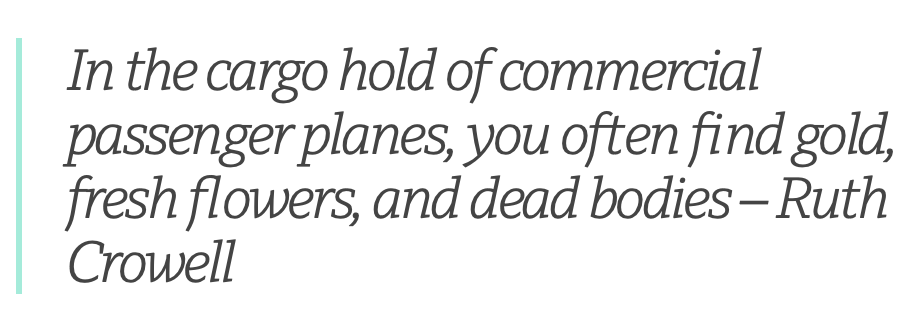 In the cargo hold of commercial
passenger planes, you often find gold,
fresh flowers, and dead bodies – Ruth
Crowell